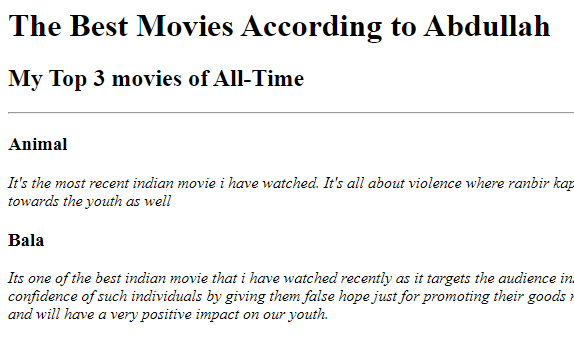 The Best Movies According to Abdullah
My Top 3 movies of All-Time
Animal
It's the most recent indian movie i have watched. It's all about violence where ranbir kap
towards the youth as well
Bala
Its one of the best indian movie that i have watched recently as it targets the audience in
confidence of such individuals by giving them false hope just for promoting their goods
and will have a very positive impact on our youth.